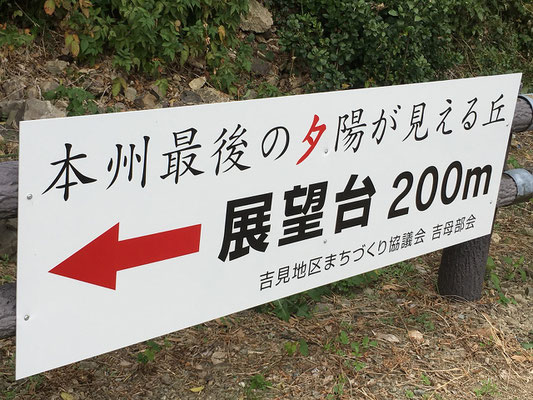 本州最後の夕陽が見える丘
展望台 200m
吉見地区まちづくり協議会 吉母部会